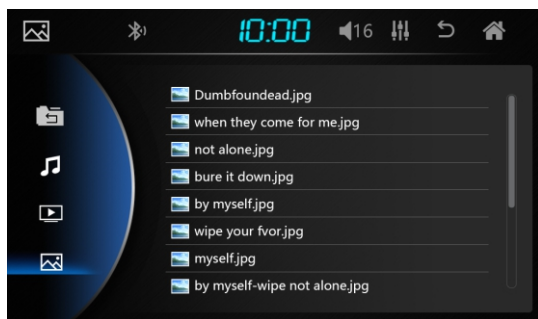 10:00
16
Dumbfoundead.jpg
when they come for me.jpg
not alone.jpg
bure it down.jpg
by myself.jpg
wipe your fvor.jpg
myself.jpg
by myself-wipe not alone.jpg